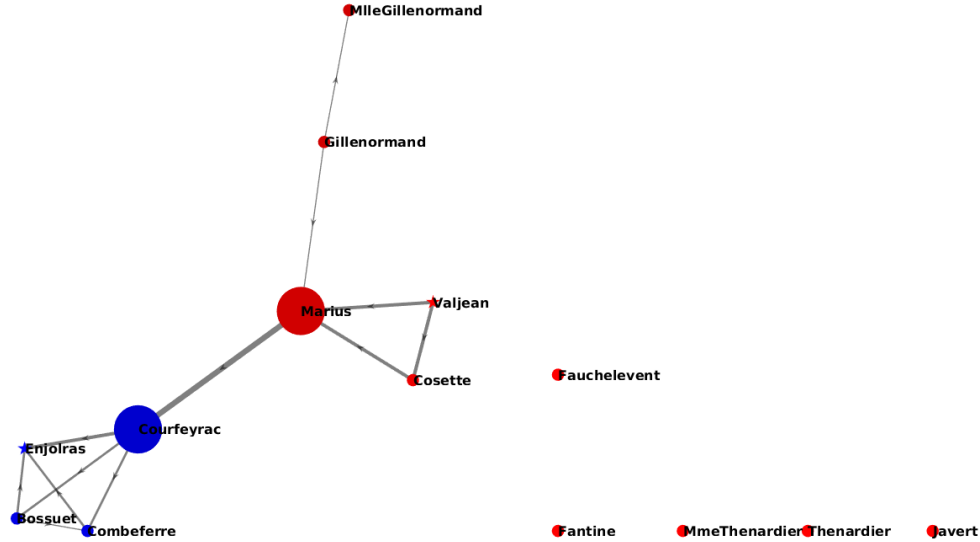 MlleGillenormand
Gillenormand
Valjean
Marius
Fauchelevent
Cosette
Courfeyrac
Enjolras
Bossuet
Combeferre
Fantine
MmeThenardier
Thenardier
Javert